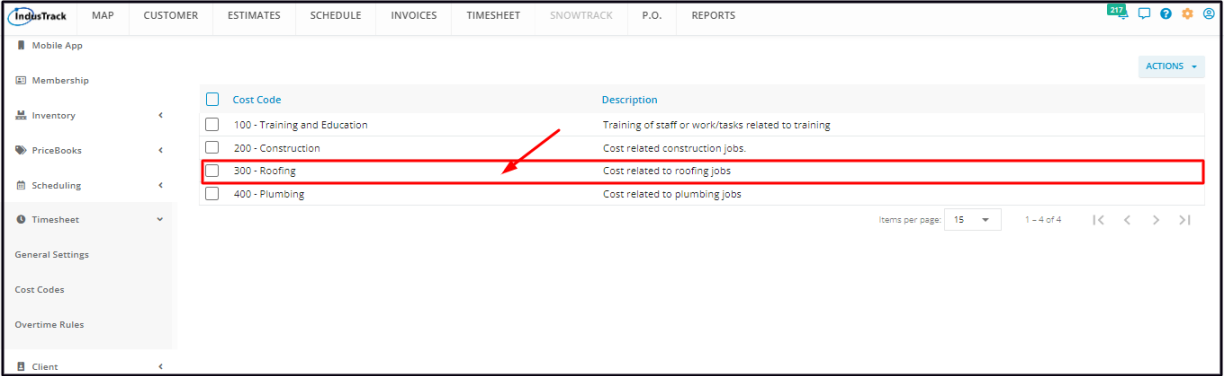 IndusTrack MAP CUSTOMER ESTIMATES SCHEDULE INVOICES TIMESHEET SNOWTRACK P.O. REPORTS 217
Mobile App
ACTIONS
Membership
Cost Code Description
Inventory
100 - Training and Education Training of staff or work/tasks related to training
200 - Construction Cost related construction jobs.
PriceBooks
300 - Roofing Cost related to roofing jobs
Scheduling
400 - Plumbing Cost related to plumbing jobs
Timesheet
Items per page: 15 1 – 4 of 4
General Settings
Cost Codes
Overtime Rules
Client